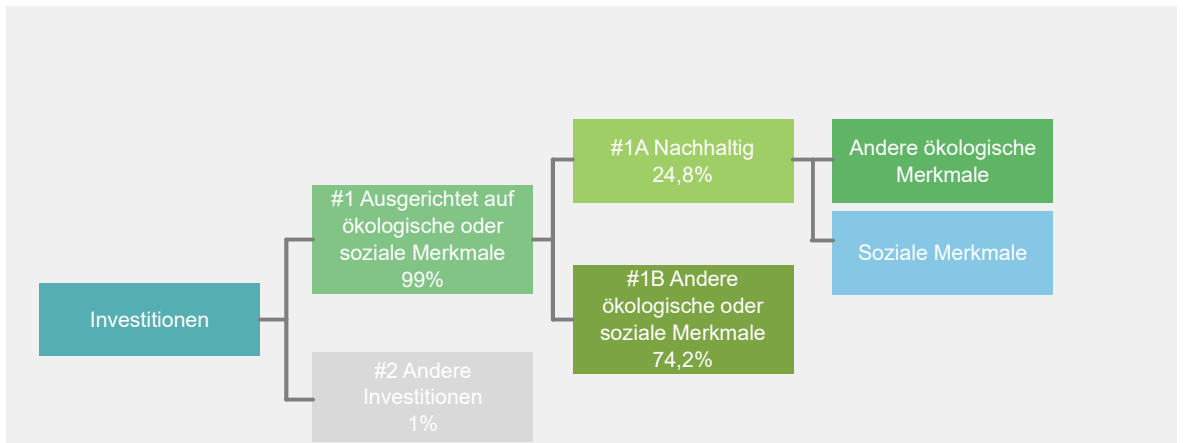 Investitionen
#1 Ausgerichtet auf
ökologische oder
soziale Merkmale
99%
#2 Andere
Investitionen
1%
#1A Nachhaltig
24,8%
#1B Andere
ökologische oder
soziale Merkmale
74,2%
Andere ökologische
Merkmale
Soziale Merkmale